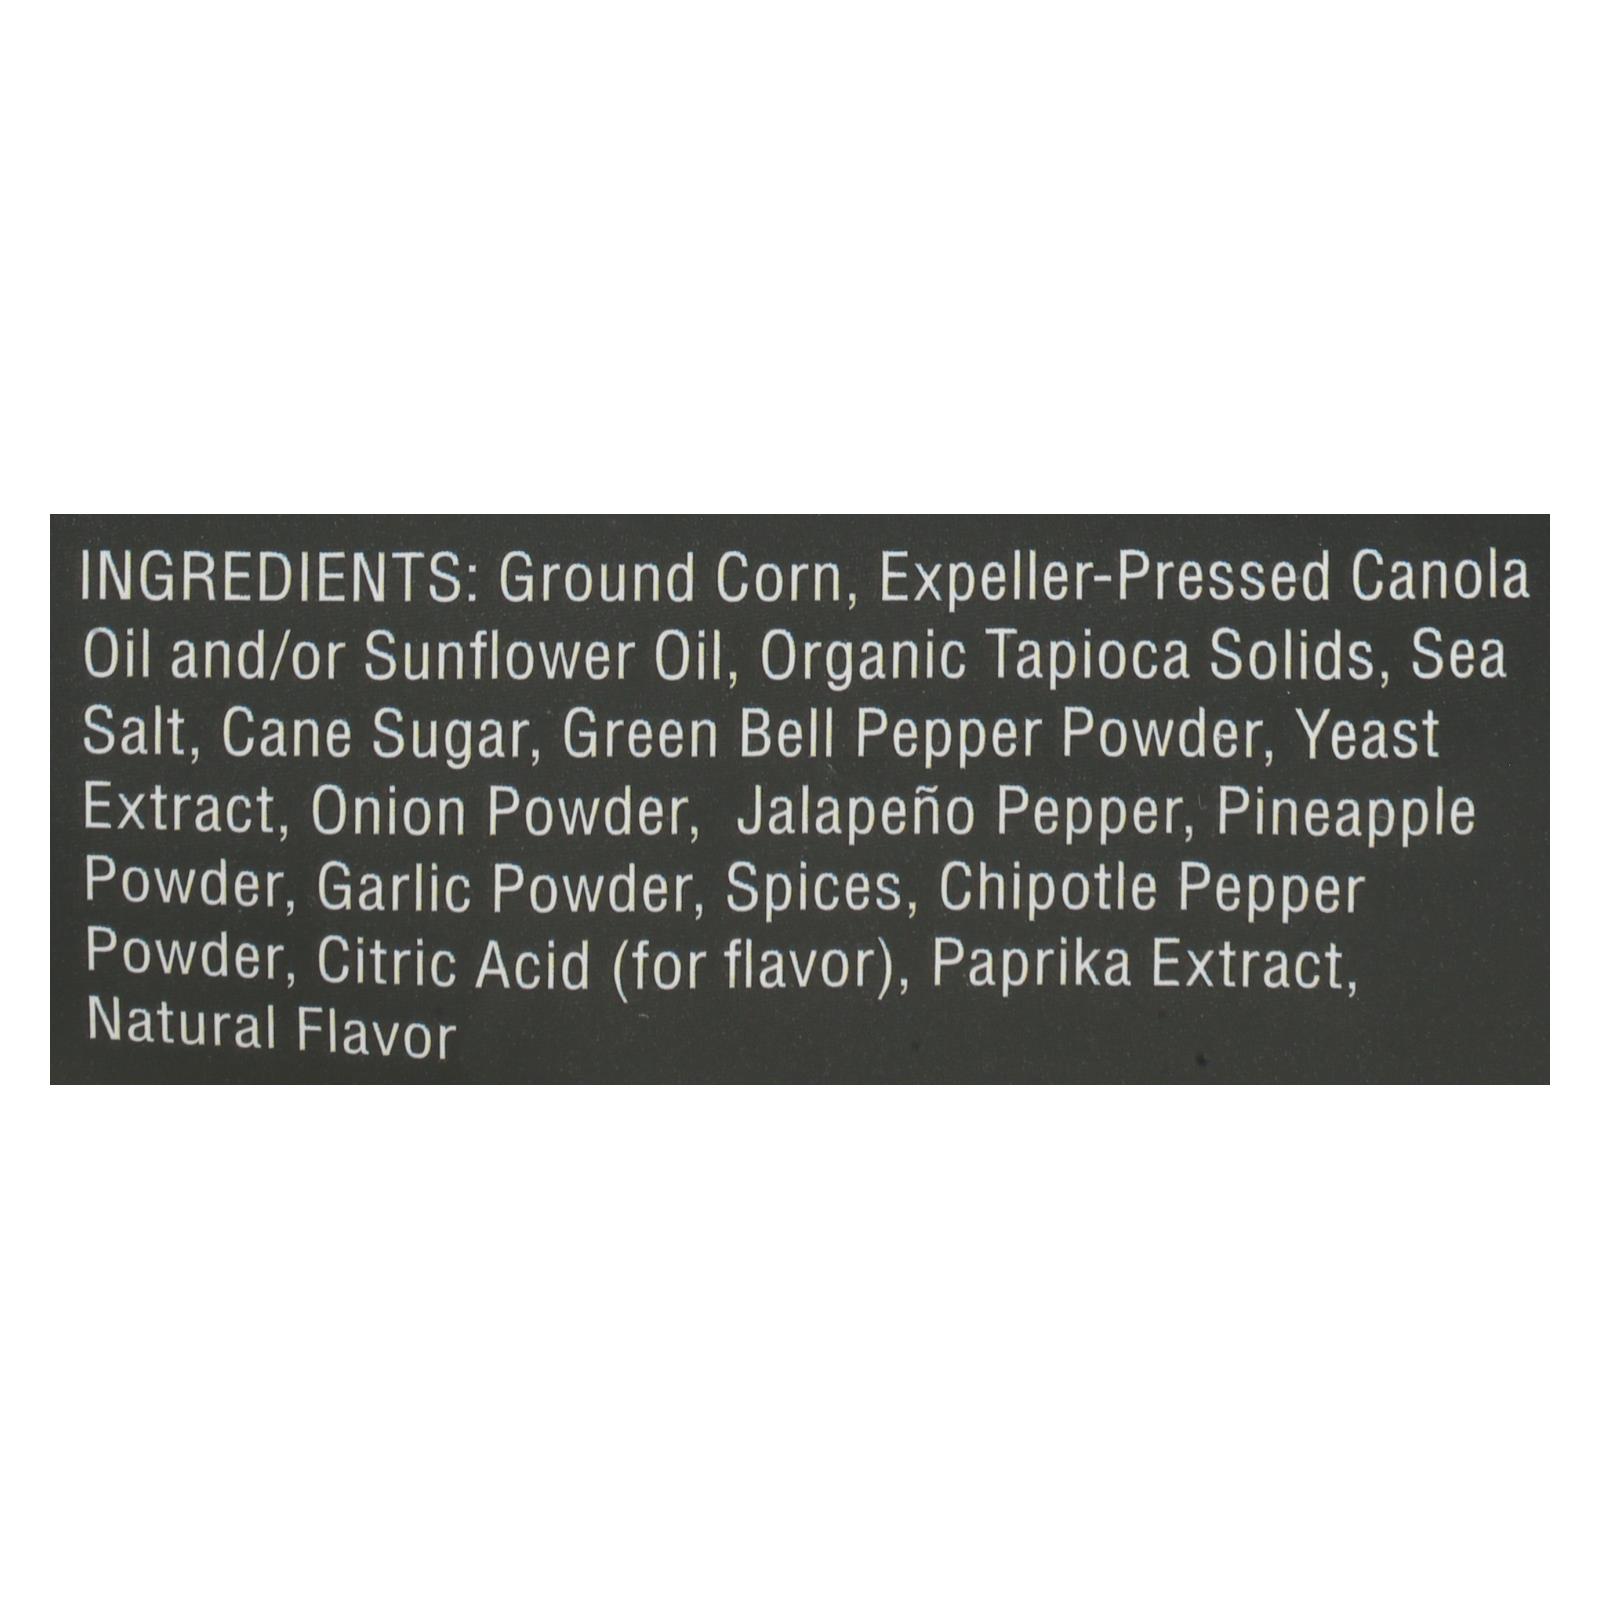 INGREDIENTS: Ground Corn, Expeller-Pressed Canola
Oil and/or Sunflower Oil, Organic Tapioca Solids, Sea
Salt, Cane Sugar, Green Bell Pepper Powder, Yeast
Extract, Onion Powder, Jalapeño Pepper, Pineapple
Powder, Garlic Powder, Spices, Chipotle Pepper
Powder, Citric Acid (for flavor), Paprika Extract,
Natural Flavor